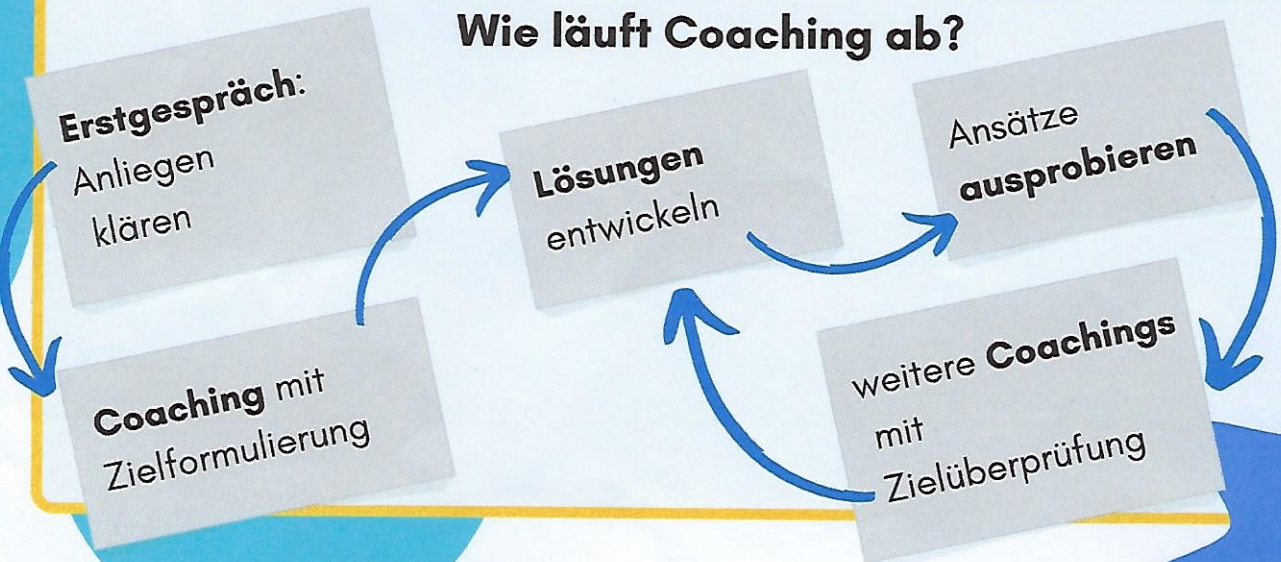 Wie läuft Coaching ab?
Erstgespräch:
Anliegen
klären
Coaching mit
Zielformulierung
Lösungen
entwickeln
Ansätze
ausprobieren
weitere Coachings
mit
Zielüberprüfung